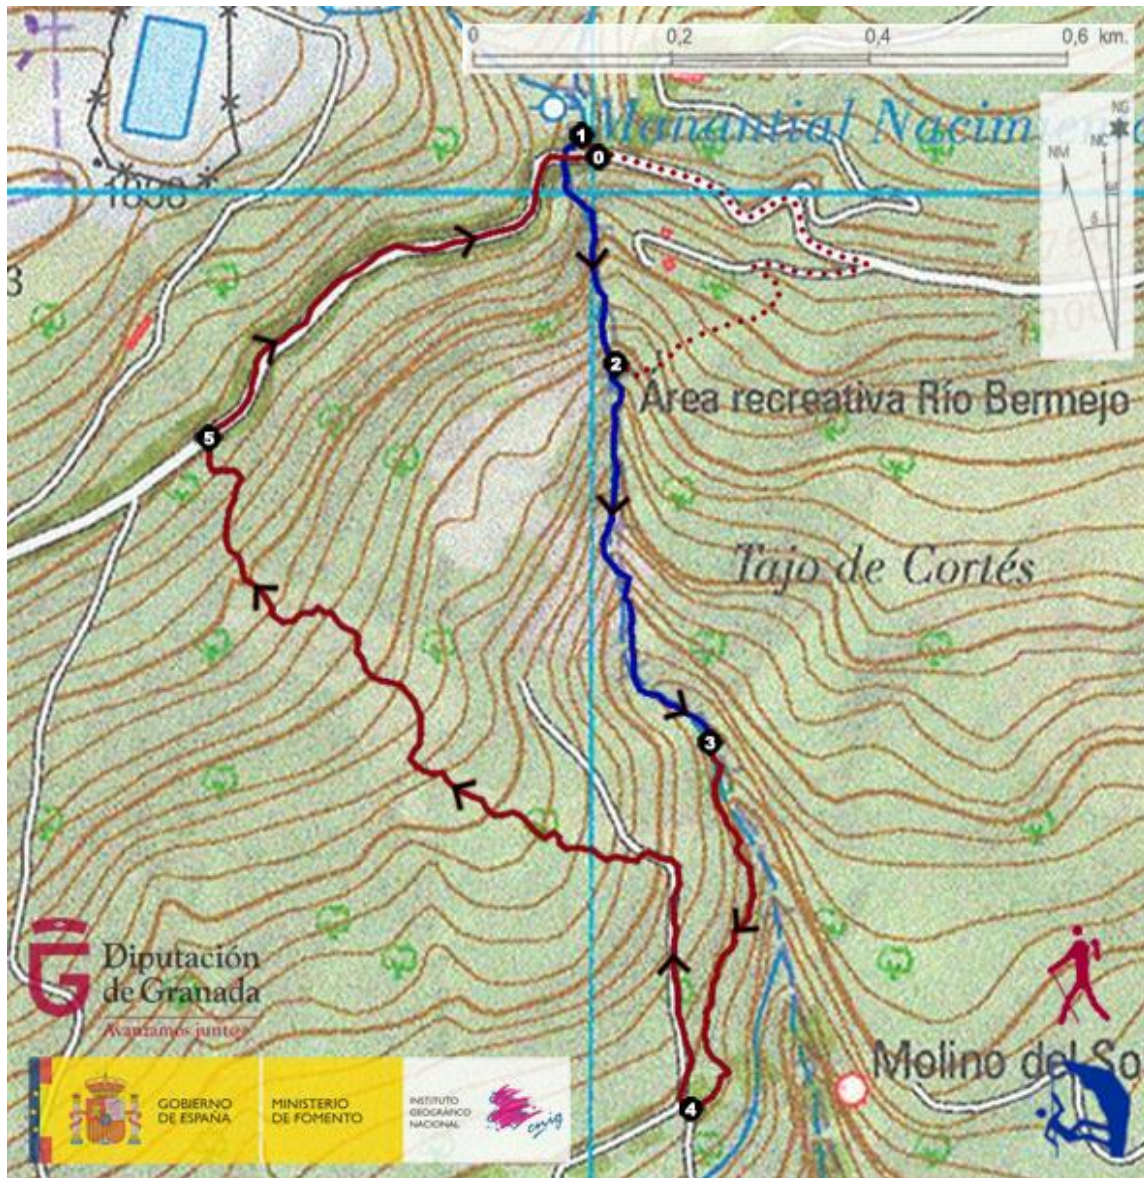 0 0,2 0,4 0,6 km.
NG
NC
NM
1
Manantial
0
2
Área recreativa Río Bermejo
3
5
Tajo de Cortés
3
4
Diputación
de Granada
Avanzamos juntos
Molino del So
GOBIERNO
DE ESPAÑA
MINISTERIO
DE FOMENTO
INSTITUTO
GEOGRÁFICO
NACIONAL
cnig